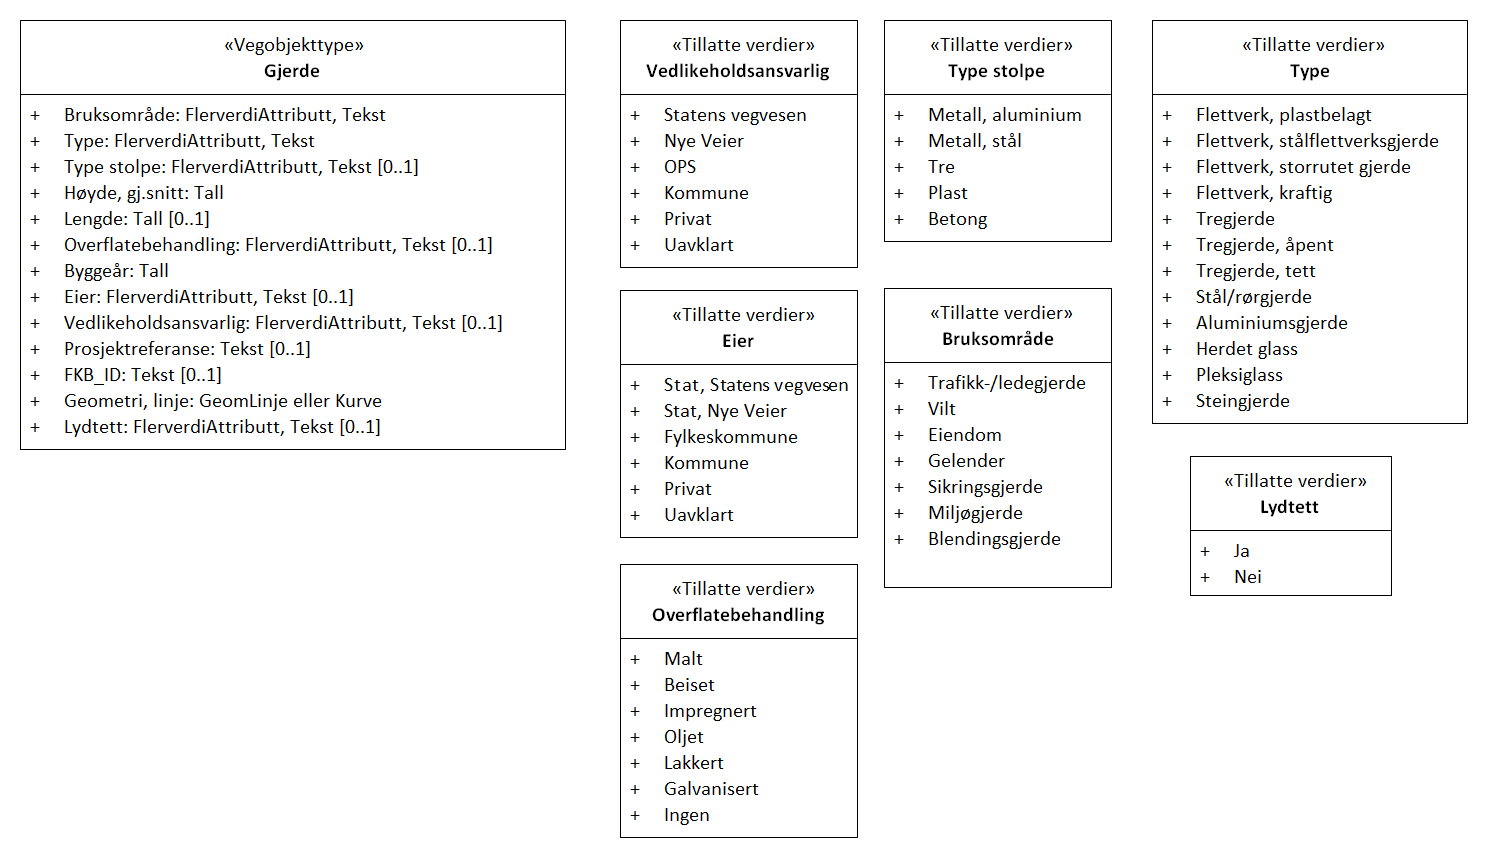 «Vegobjekttype»
Gjerde
+ Bruksområde: FlerverdiAttributt, Tekst
+ Type: FlerverdiAttributt, Tekst
+ Type stolpe: FlerverdiAttributt, Tekst [0..1]
+ Høyde, gj.snitt: Tall
+ Lengde: Tall [0..1]
+ Overflatebehandling: FlerverdiAttributt, Tekst [0..1]
+ Byggeår: Tall
+ Eier: FlerverdiAttributt, Tekst [0..1]
+ Vedlikeholdsansvarlig: FlerverdiAttributt, Tekst [0..1]
+ Prosjektreferanse: Tekst [0..1]
+ FKB_ID: Tekst [0..1]
+ Geometri, linje: GeomLinje eller Kurve
+ Lydtett: FlerverdiAttributt, Tekst [0..1]
«Tillatte verdier»
Vedlikeholdsansvarlig
+ Statens vegvesen
+ Nye Veier
+ OPS
+ Kommune
+ Privat
+ Uavklart
«Tillatte verdier»
Eier
+ Stat, Statens vegvesen
+ Stat, Nye Veier
+ Fylkeskommune
+ Kommune
+ Privat
+ Uavklart
«Tillatte verdier»
Overflatebehandling
+ Malt
+ Beiset
+ Impregnert
+ Oljet
+ Lakkert
+ Galvanisert
+ Ingen
«Tillatte verdier»
Type stolpe
+ Metall, aluminium
+ Metall, stål
+ Tre
+ Plast
+ Betong
«Tillatte verdier»
Bruksområde
+ Trafikk-/ledegjerde
+ Vilt
+ Eiendom
+ Gelender
+ Sikringsgjerde
+ Miljøgjerde
+ Blendingsgjerde
«Tillatte verdier»
Type
+ Flettverk, plastbelagt
+ Flettverk, stålflettverksgjerde
+ Flettverk, storrutet gjerde
+ Flettverk, kraftig
+ Tregjerde
+ Tregjerde, åpent
+ Tregjerde, tett
+ Stål/rørgjerde
+ Aluminiumsgjerde
+ Herdet glass
+ Pleksiglass
+ Steingjerde
«Tillatte verdier»
Lydtett
+ Ja
+ Nei